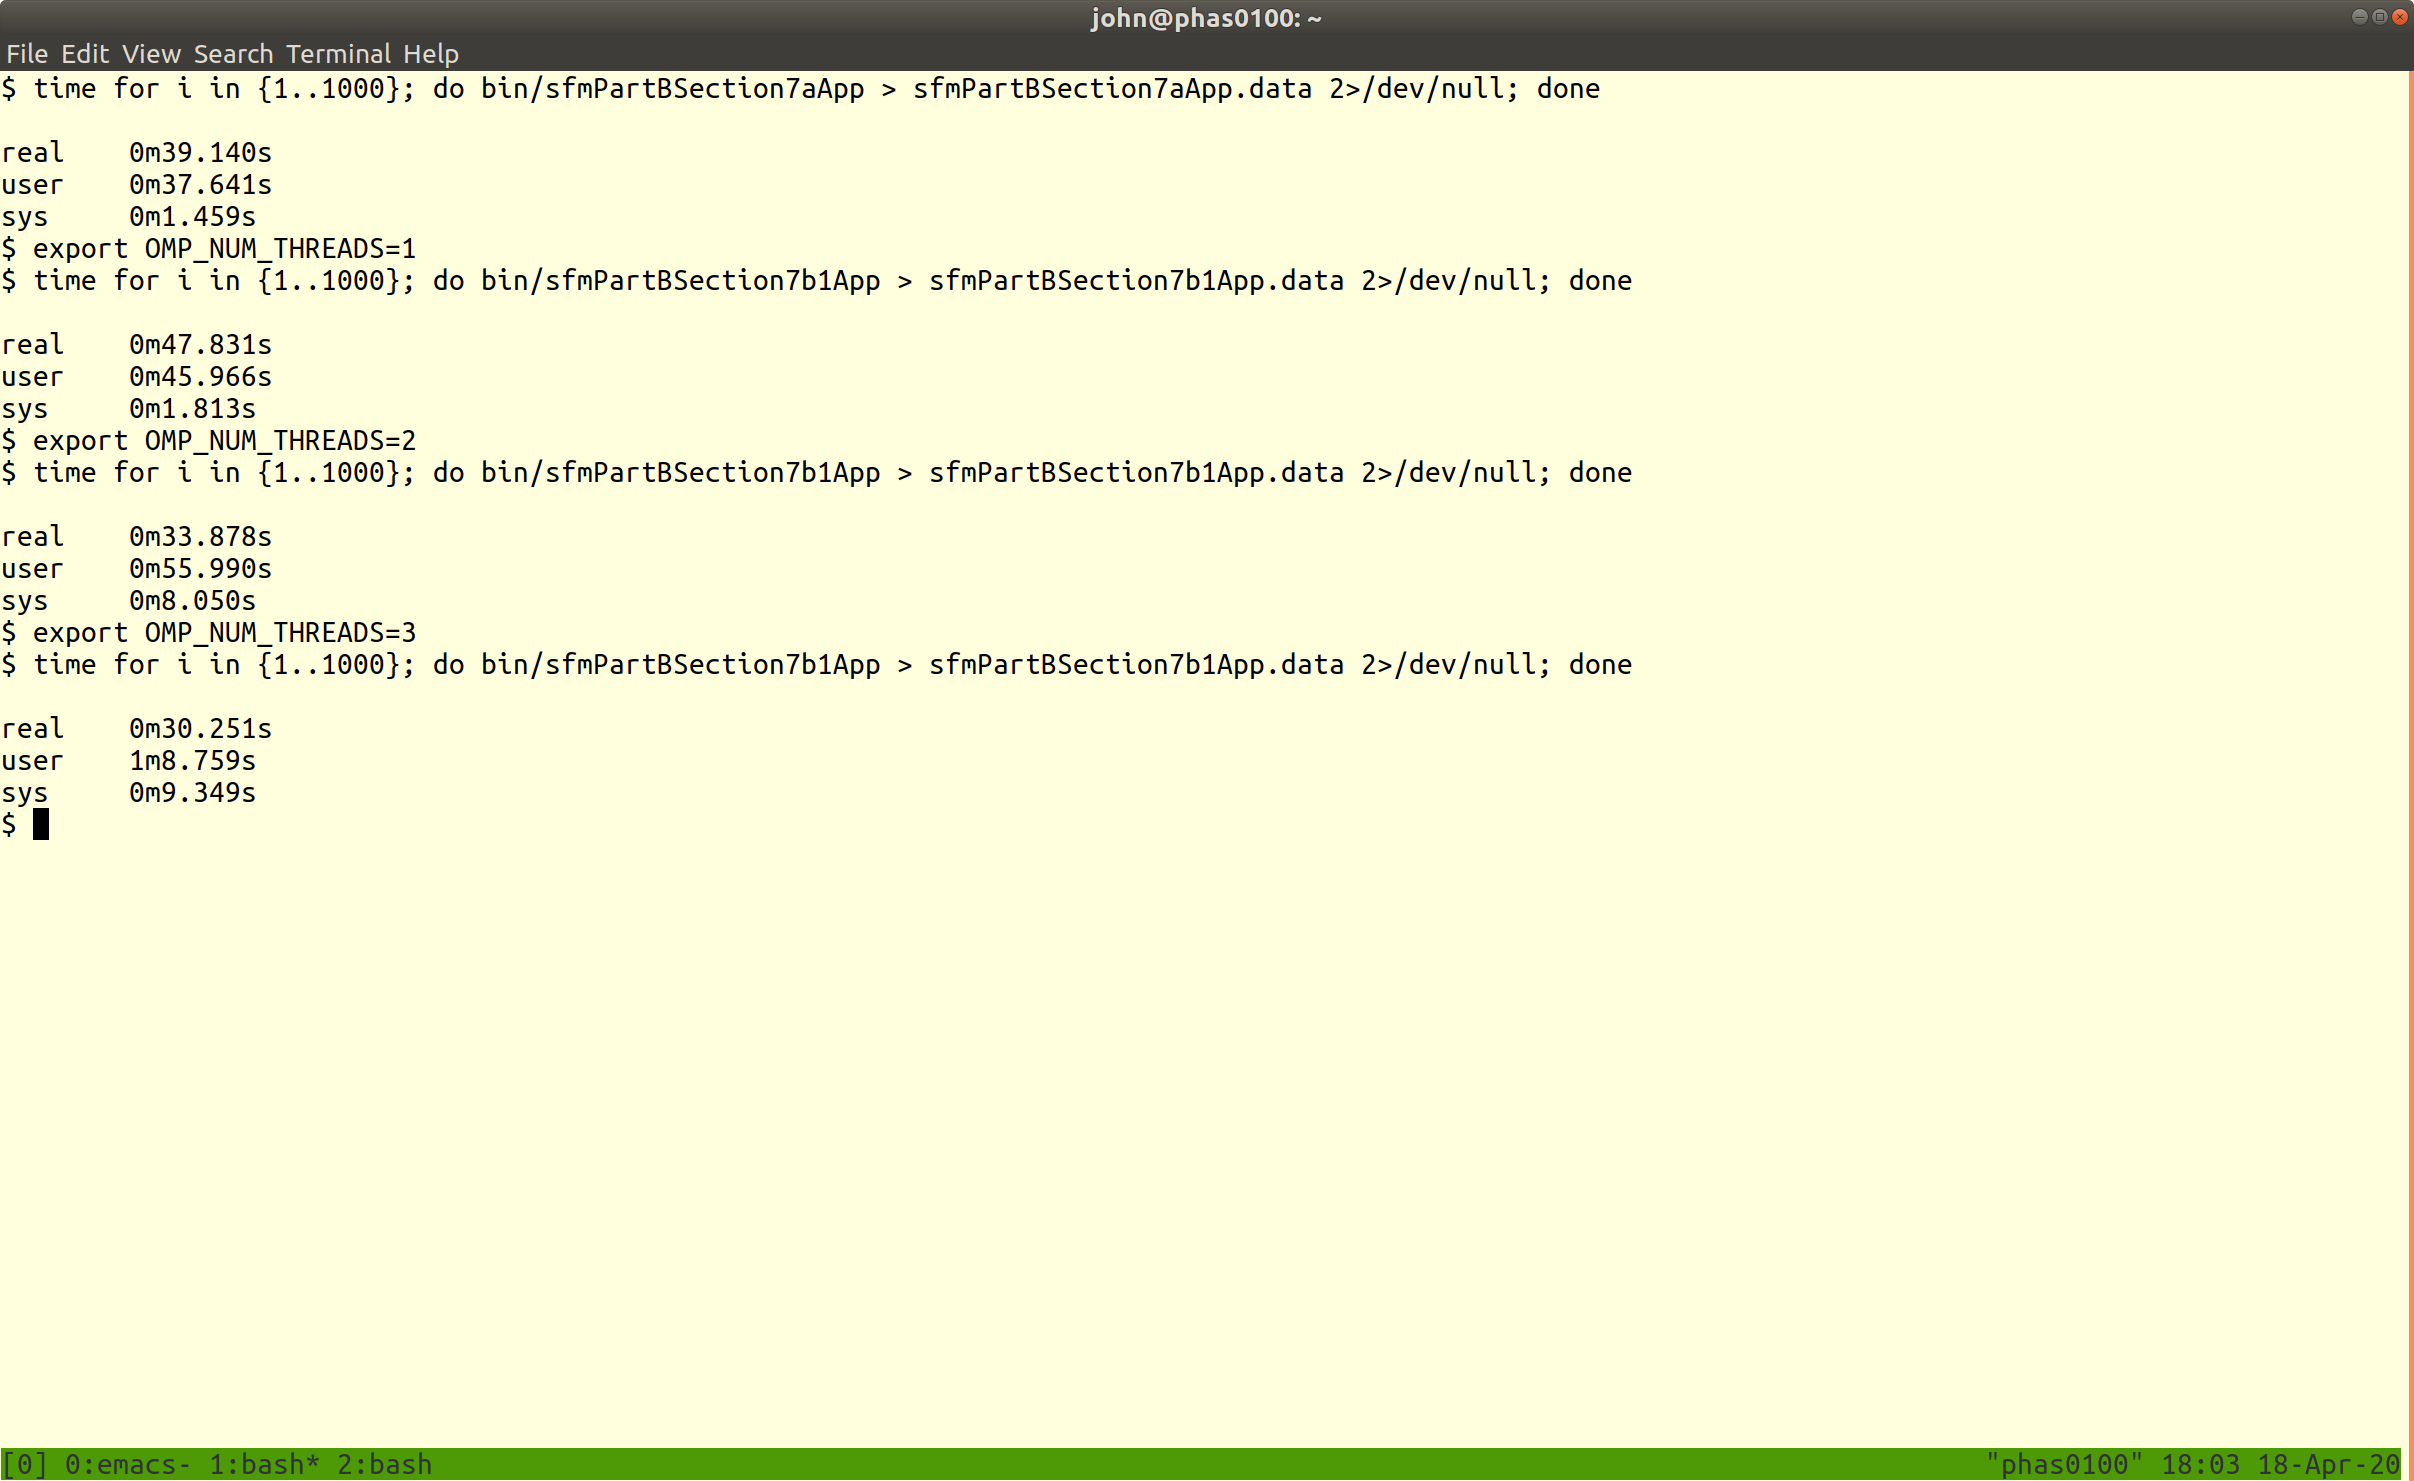 john@phas0100: ~
File Edit View Search Terminal Help
$ time for i in {1..1000}; do bin/sfmPartBSection7aApp > sfmPartBSection7aApp.data 2>/dev/null; done
real 0m39.140s
user 0m37.641s
sys 0m1.459s
$ export OMP_NUM_THREADS=1
$ time for i in {1..1000}; do bin/sfmPartBSection7b1App > sfmPartBSection7b1App.data 2>/dev/null; done
real 0m47.831s
user 0m45.966s
sys 0m1.813s
$ export OMP_NUM_THREADS=2
$ time for i in {1..1000}; do bin/sfmPartBSection7b1App > sfmPartBSection7b1App.data 2>/dev/null; done
real 0m33.878s
user 0m55.990s
sys 0m8.050s
$ export OMP_NUM_THREADS=3
$ time for i in {1..1000}; do bin/sfmPartBSection7b1App > sfmPartBSection7b1App.data 2>/dev/null; done
real 0m30.251s
user 1m8.759s
sys 0m9.349s
$
[0] 0:emacs- 1:bash* 2:bash "phas0100" 18:03 18-Apr-20